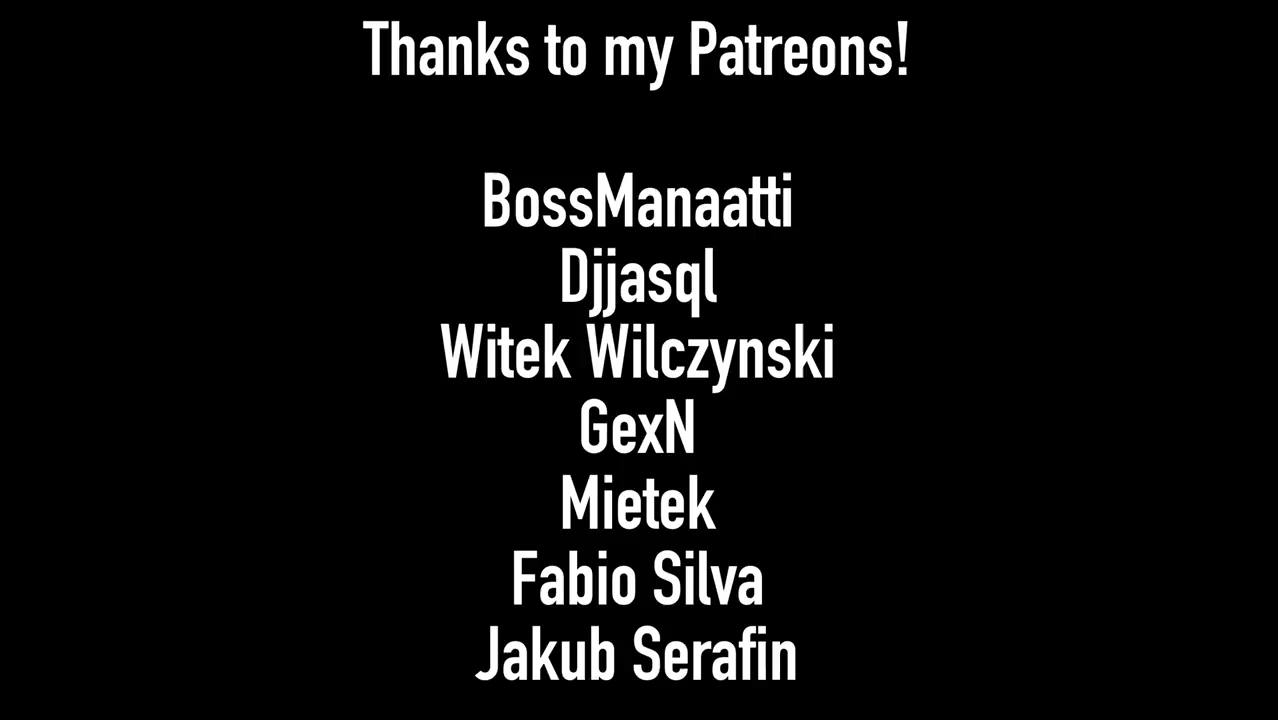 Thanks to my Patreons!
BossManaatti
Djjasql
Witek Wilczynski
GexN
Mietek
Fabio Silva
Jakub Serafin